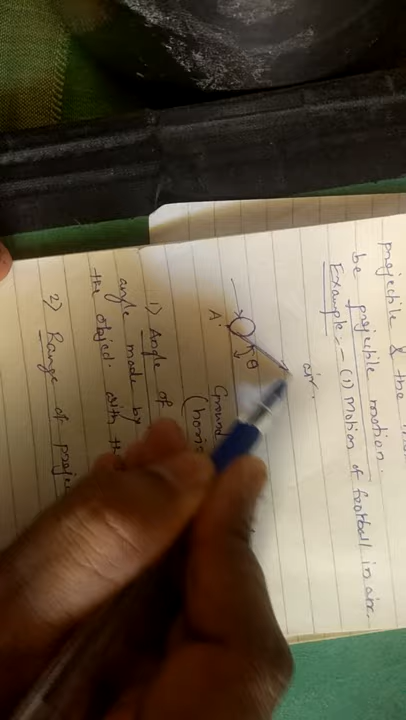 projectile & the
be projectile motion.
Example:- (1) Motion of football in air.
air.
θ
A.
Ground
1) Angle of
angle made by th
the object. with
2) Range of proje